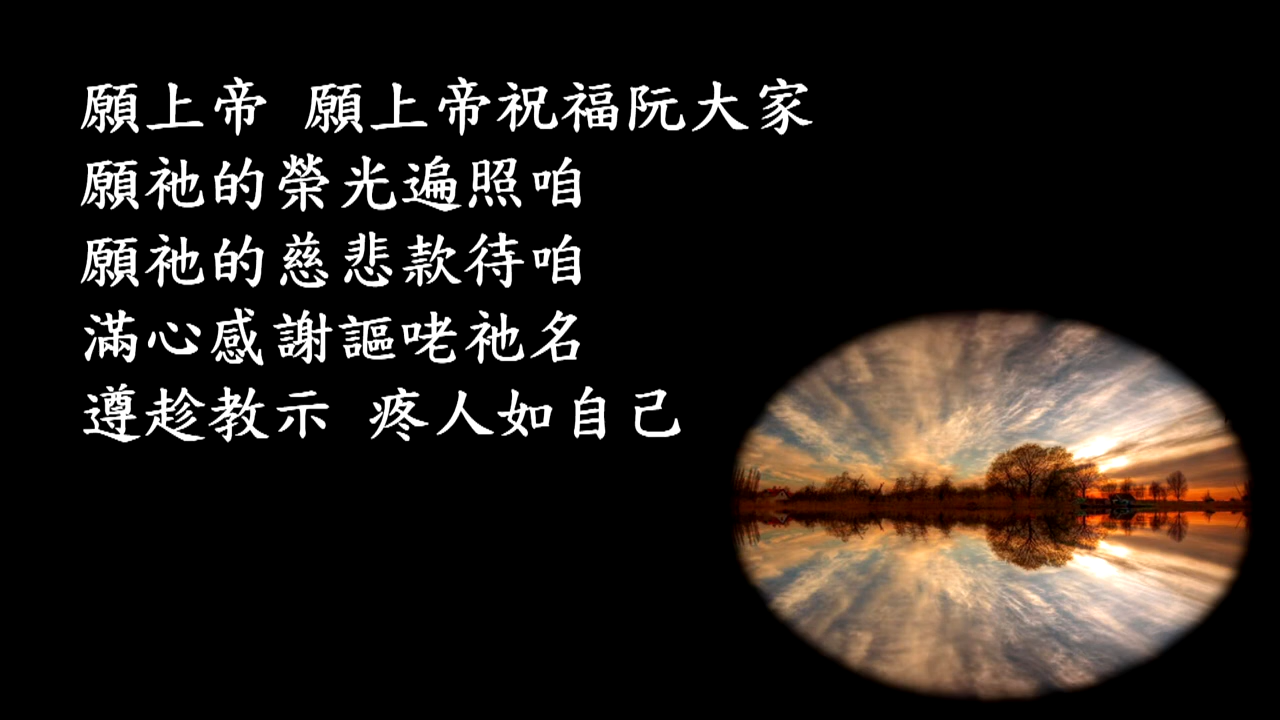 願上帝 願上帝祝福阮大家
願祂的榮光遍照咱
願祂的慈悲款待咱
滿心感謝謳咾祂名
遵趁教示 疼人如自己